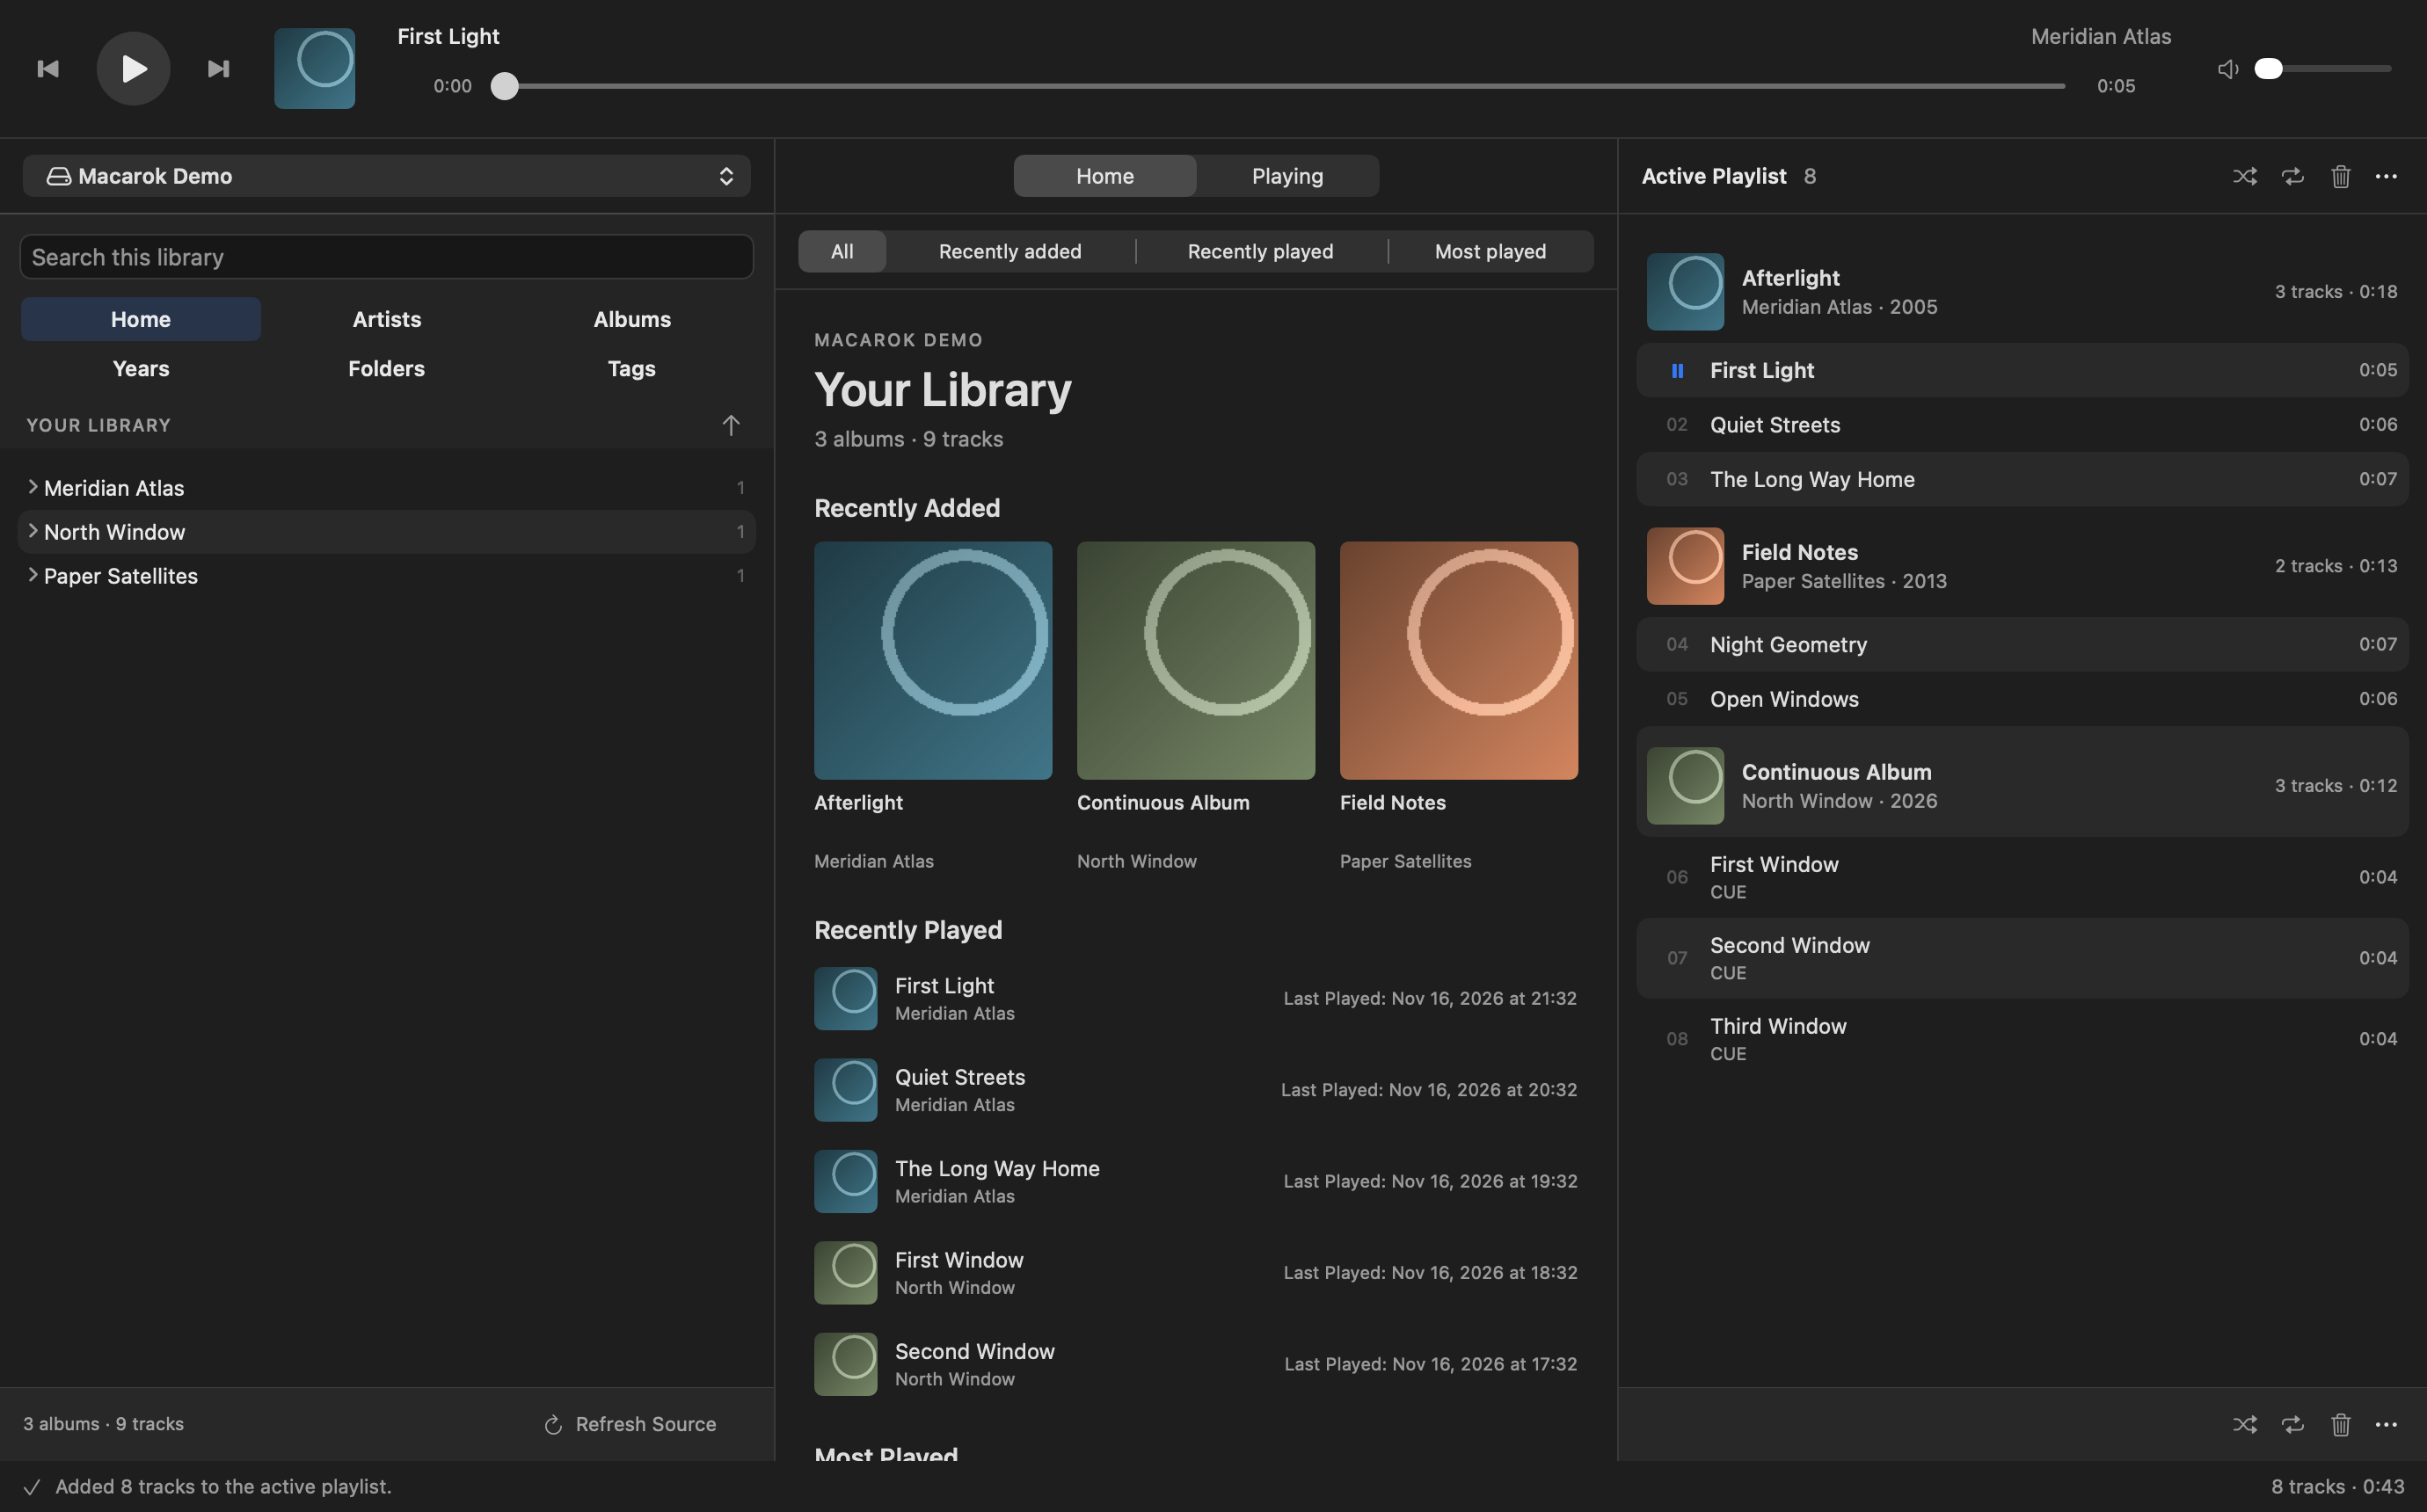 First Light
Meridian Atlas
0:00
0:05
Macarok Demo
Search this library
Home Artists Albums
Years Folders Tags
YOUR LIBRARY
Meridian Atlas 1
North Window 1
Paper Satellites 1
3 albums · 9 tracks
Refresh Source
Home Playing
All Recently added Recently played Most played
MACAROK DEMO
Your Library
3 albums · 9 tracks
Recently Added
Afterlight
Meridian Atlas
Continuous Album
North Window
Field Notes
Paper Satellites
Recently Played
First Light
Meridian Atlas
Last Played: Nov 16, 2026 at 21:32
Quiet Streets
Meridian Atlas
Last Played: Nov 16, 2026 at 20:32
The Long Way Home
Meridian Atlas
Last Played: Nov 16, 2026 at 19:32
First Window
North Window
Last Played: Nov 16, 2026 at 18:32
Second Window
North Window
Last Played: Nov 16, 2026 at 17:32
Most Played
Active Playlist 8
Afterlight
Meridian Atlas · 2005
3 tracks · 0:18
First Light 0:05
02 Quiet Streets 0:06
03 The Long Way Home 0:07
Field Notes
Paper Satellites · 2013
2 tracks · 0:13
04 Night Geometry 0:07
05 Open Windows 0:06
Continuous Album
North Window · 2026
3 tracks · 0:12
06 First Window 0:04
CUE
07 Second Window 0:04
CUE
08 Third Window 0:04
CUE
Added 8 tracks to the active playlist.
8 tracks · 0:43